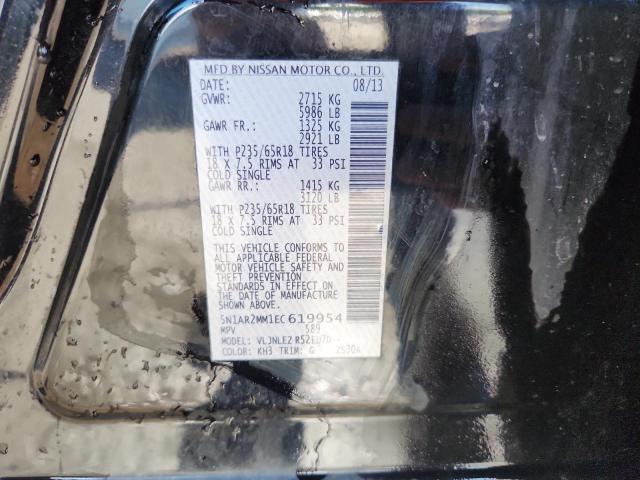 MFD BY NISSAN MOTOR CO., LTD.
DATE: 08/13
GVWR: 2715 KG
5986 LB
GAWR FR.: 1325 KG
2921 LB
WITH P235/65R18 TIRES
18 X 7.5 RIMS AT 33 PSI
COLD SINGLE
GAWR RR.: 1415 KG
3120 LB
WITH P235/65R18 TIRES
18 X 7.5 RIMS AT 33 PSI
COLD SINGLE
THIS VEHICLE CONFORMS TO
ALL APPLICABLE FEDERAL
MOTOR VEHICLE SAFETY AND
THEFT PREVENTION
STANDARDS IN EFFECT ON
THE DATE OF MANUFACTURE
SHOWN ABOVE.
5N1AR2MM1EC619954
MPV 589
MODEL:
COLOR: KH3 TRIM: G